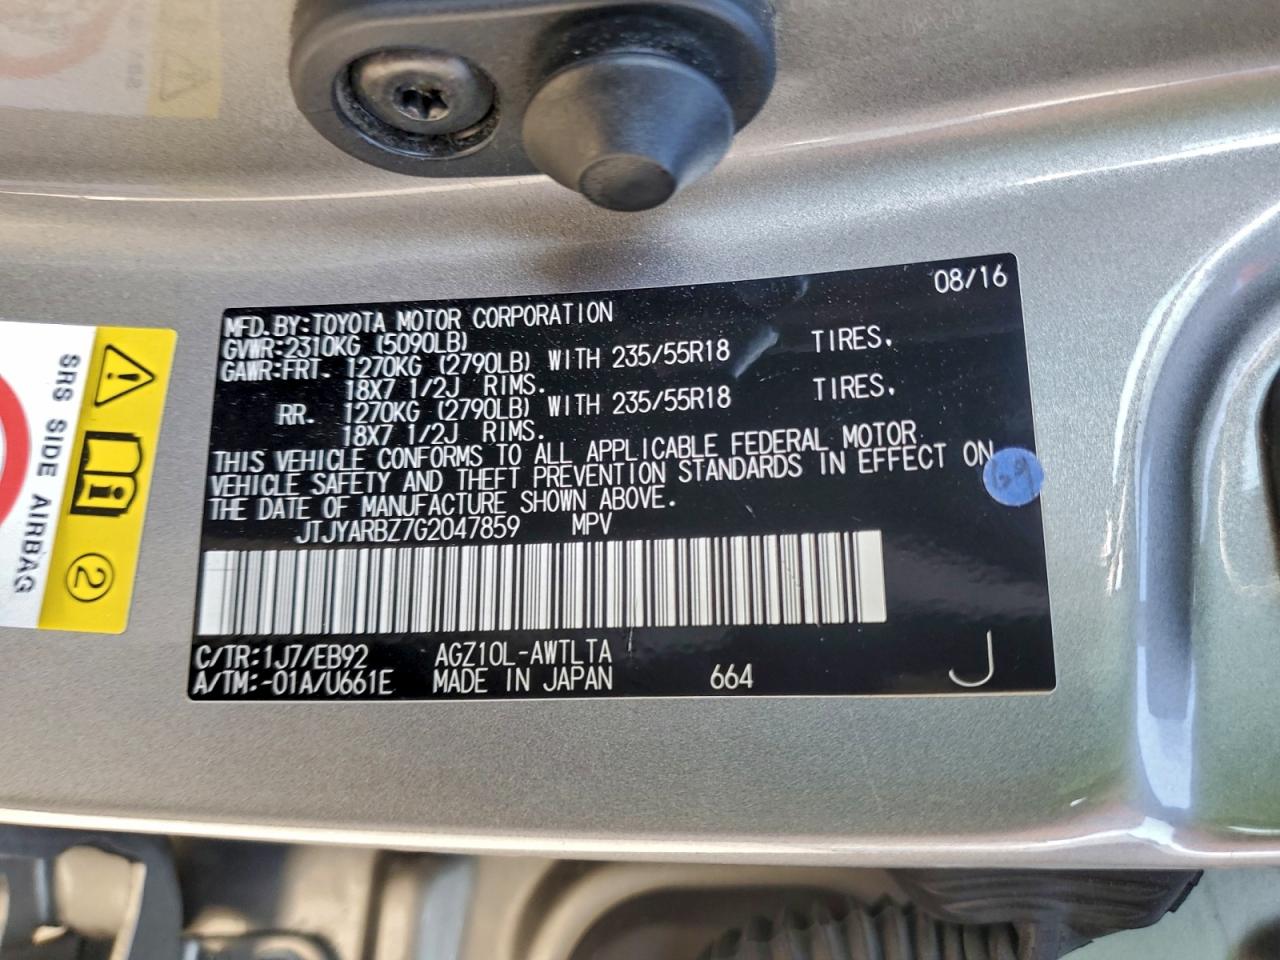 08/16
MFD.BY:TOYOTA MOTOR CORPORATION
GVWR:2310KG (5090LB)
GAWR:FRT. 1270KG (2790LB) WITH 235/55R18 TIRES,
18X7 1/2J RIMS.
RR. 1270KG (2790LB) WITH 235/55R18 TIRES,
18X7 1/2J RIMS.
THIS VEHICLE CONFORMS TO ALL APPLICABLE FEDERAL MOTOR
VEHICLE SAFETY AND THEFT PREVENTION STANDARDS IN EFFECT ON
THE DATE OF MANUFACTURE SHOWN ABOVE.
JTJYARBZ7G2047859 MPV
C/TR:1J7/EB92 AGZ10L-AWTLTA
A/TM:-01A/U661E MADE IN JAPAN 664 J
SRS SIDE AIRBAG
2